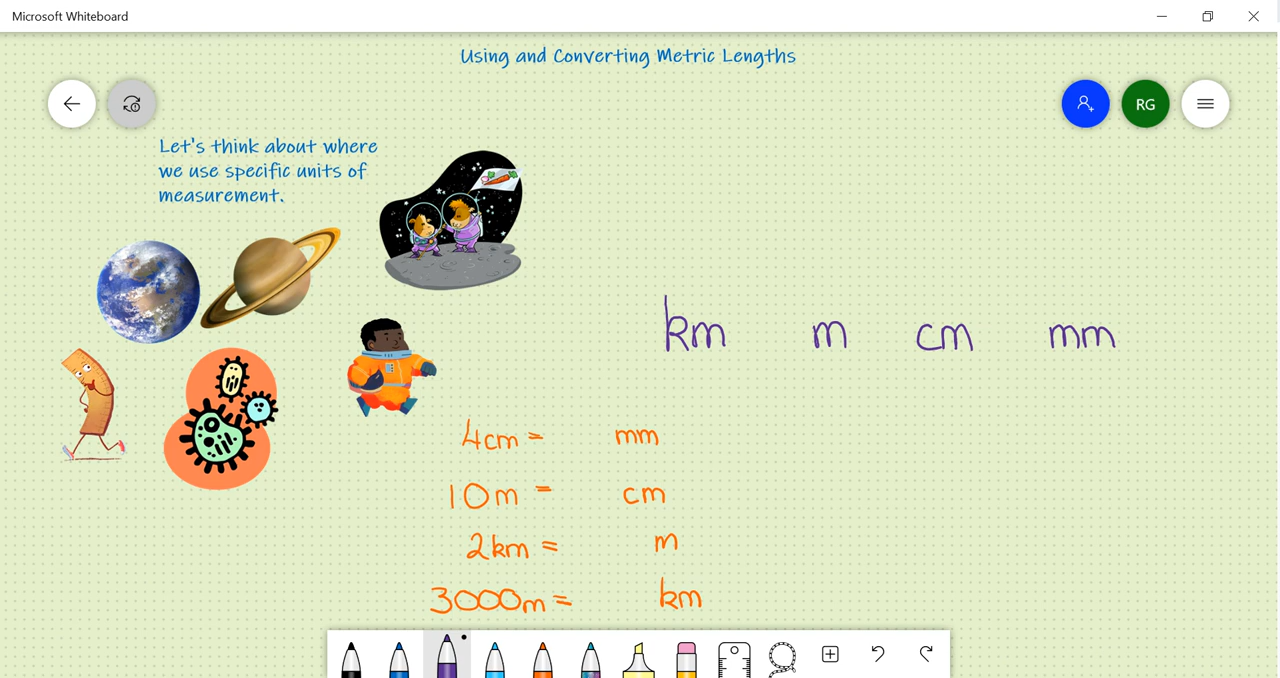 Microsoft Whiteboard
Using and Converting Metric Lengths
RG
Let's think about where
we use specific units of
measurement.
km m cm mm
4cm = mm
10m = cm
2km = m
3000m = km